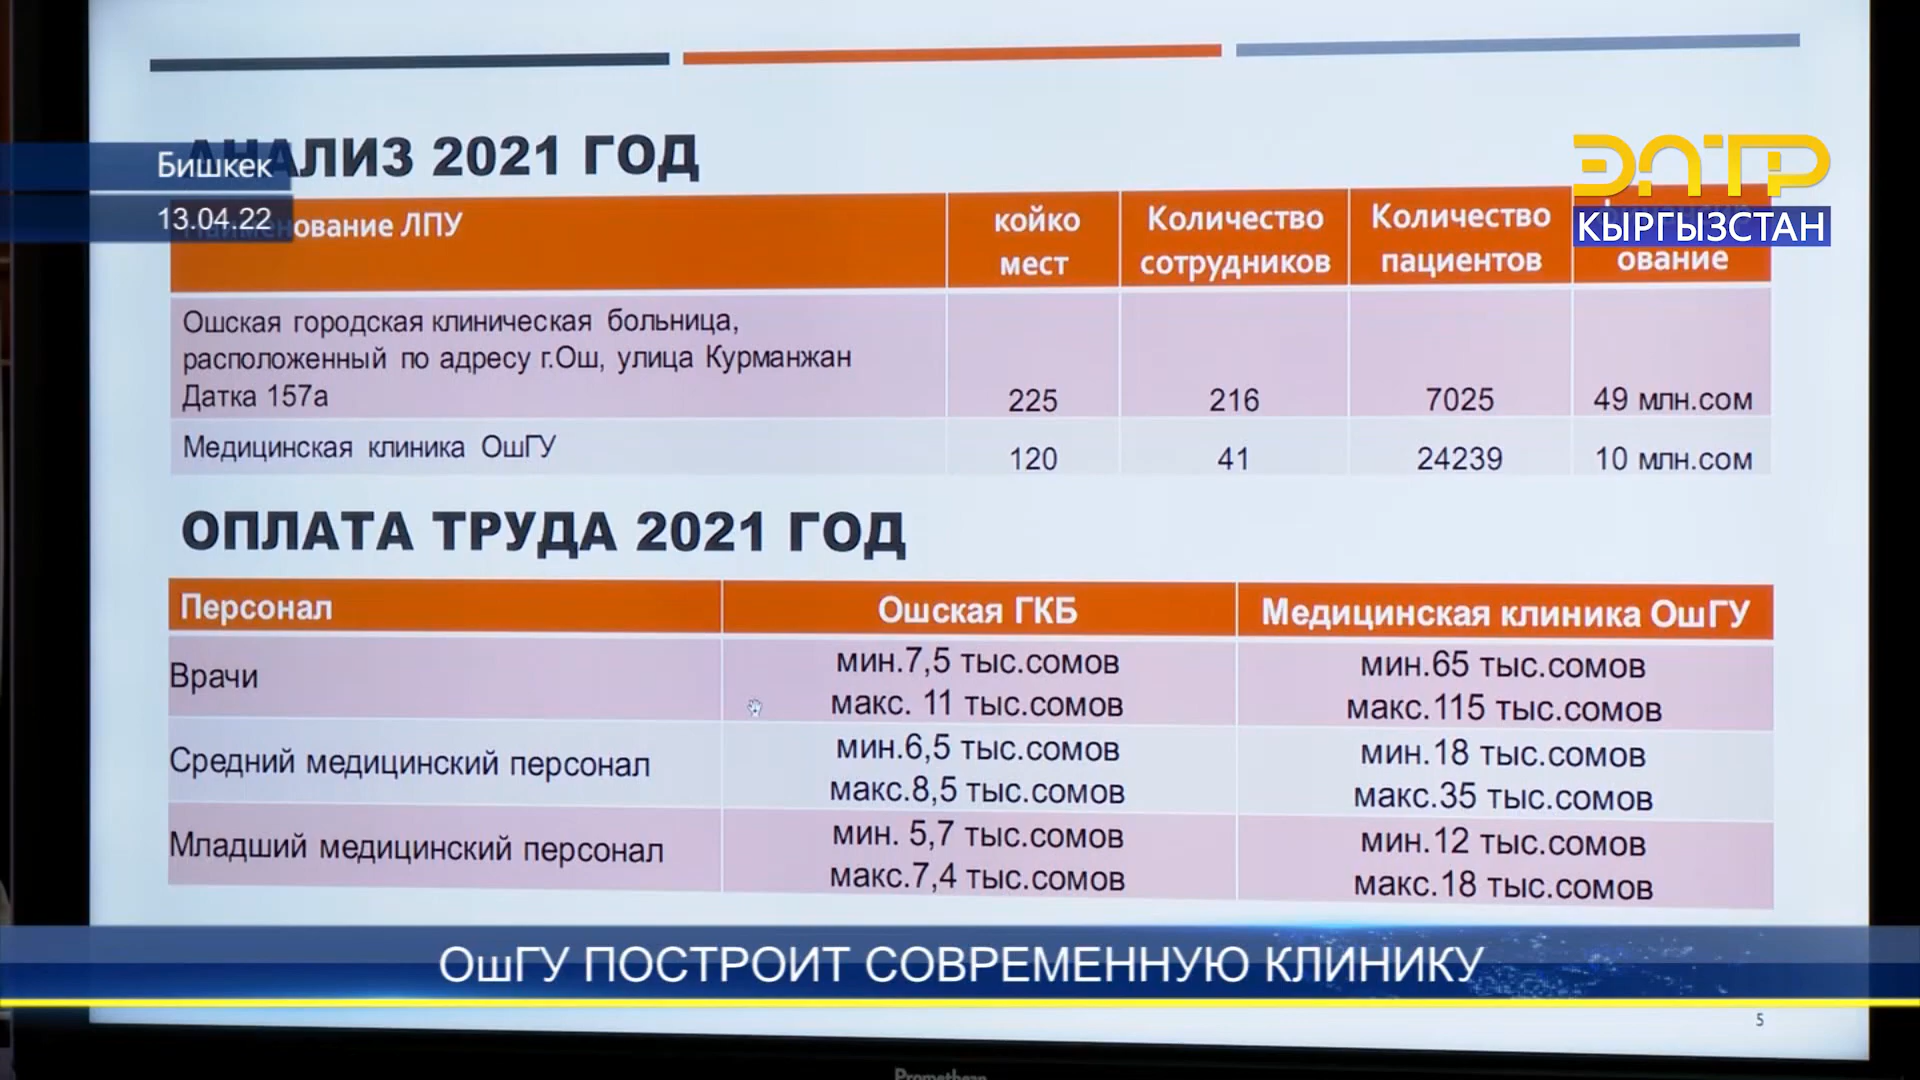 АНАЛИЗ 2021 ГОД
Бишкек
13.04.22
ЭЛТР
КЫРГЫЗСТАН
Наименование ЛПУ
койко
мест
Количество
сотрудников
Количество
пациентов
ование
Ошская городская клиническая больница,
расположенный по адресу г.Ош, улица Курманжан
Датка 157а
225
216
7025
49 млн.сом
Медицинская клиника ОшГУ
120
41
24239
10 млн.сом
ОПЛАТА ТРУДА 2021 ГОД
Персонал
Ошская ГКБ
Медицинская клиника ОшГУ
Врачи
мин.7,5 тыс.сомов
макс. 11 тыс.сомов
мин.65 тыс.сомов
макс.115 тыс.сомов
Средний медицинский персонал
мин.6,5 тыс.сомов
макс.8,5 тыс.сомов
мин.18 тыс.сомов
макс.35 тыс.сомов
Младший медицинский персонал
мин. 5,7 тыс.сомов
макс.7,4 тыс.сомов
мин.12 тыс.сомов
макс.18 тыс.сомов
ОшГУ ПОСТРОИТ СОВРЕМЕННУЮ КЛИНИКУ
5
Promethean